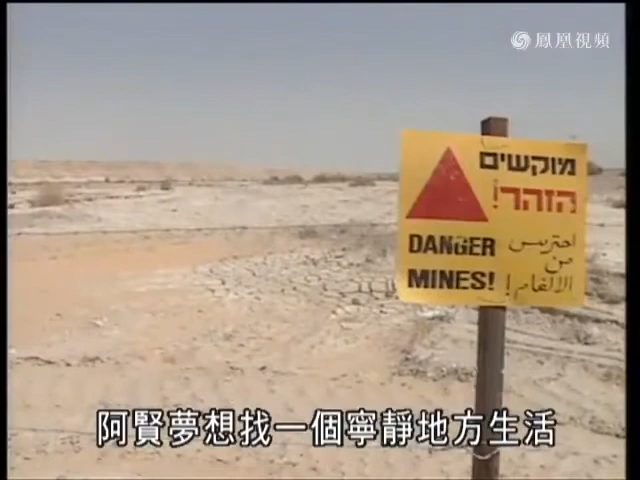 鳳凰視頻
מוקשים
הזהר!
DANGER
MINES!
احترس
من
الالغام!
阿賢夢想找一個寧靜地方生活